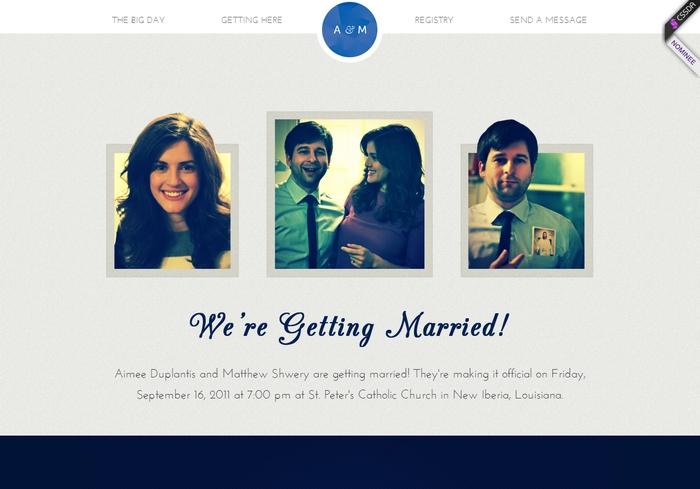 THE BIG DAY
GETTING HERE
A & M
REGISTRY
SEND A MESSAGE
CSSDA
NOMINEE
We're Getting Married!
Aimee Duplantis and Matthew Shwery are getting married! They're making it official on Friday,
September 16, 2011 at 7:00 pm at St. Peter's Catholic Church in New Iberia, Louisiana.